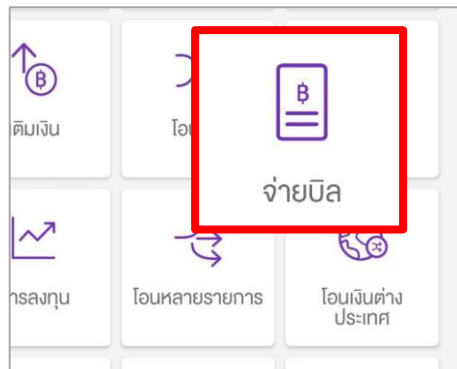 ติมเงิน
โอ
จ่ายบิล
ารลงทุน
โอนหลายรายการ
โอนเงินต่าง
ประเทศ